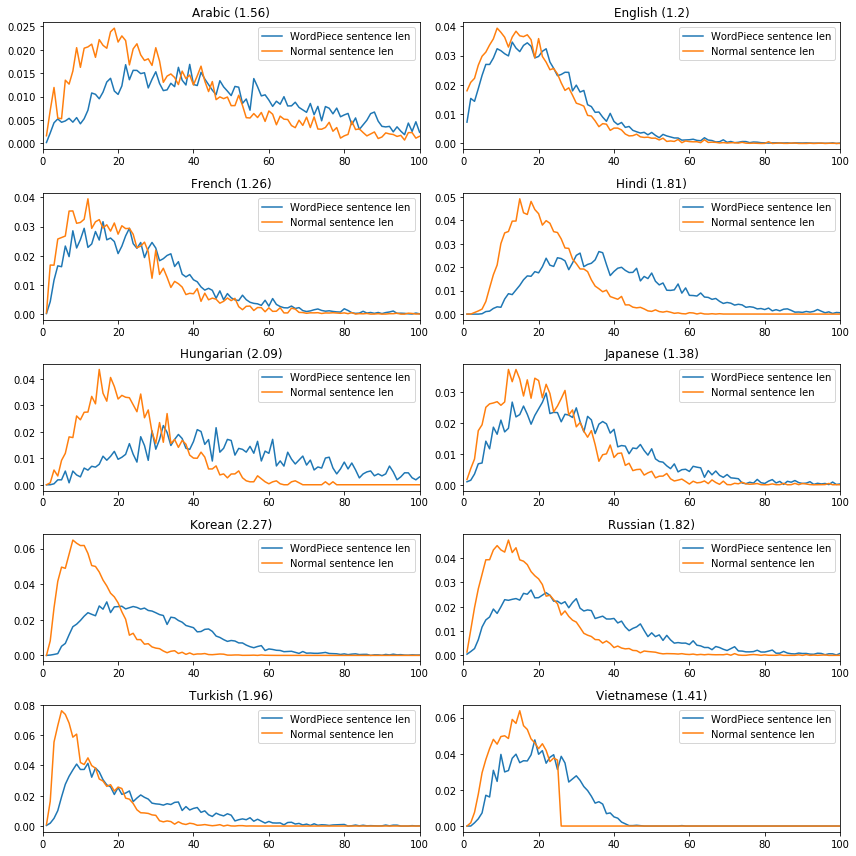 Arabic (1.56)
WordPiece sentence len
Normal sentence len
0.025
0.020
0.015
0.010
0.005
0.000
0 20 40 60 80 100
English (1.2)
WordPiece sentence len
Normal sentence len
0.04
0.03
0.02
0.01
0.00
0 20 40 60 80 100
French (1.26)
WordPiece sentence len
Normal sentence len
0.04
0.03
0.02
0.01
0.00
0 20 40 60 80 100
Hindi (1.81)
WordPiece sentence len
Normal sentence len
0.05
0.04
0.03
0.02
0.01
0.00
0 20 40 60 80 100
Hungarian (2.09)
WordPiece sentence len
Normal sentence len
0.04
0.03
0.02
0.01
0.00
0 20 40 60 80 100
Japanese (1.38)
WordPiece sentence len
Normal sentence len
0.03
0.02
0.01
0.00
0 20 40 60 80 100
Korean (2.27)
WordPiece sentence len
Normal sentence len
0.06
0.04
0.02
0.00
0 20 40 60 80 100
Russian (1.82)
WordPiece sentence len
Normal sentence len
0.04
0.03
0.02
0.01
0.00
0 20 40 60 80 100
Turkish (1.96)
WordPiece sentence len
Normal sentence len
0.08
0.06
0.04
0.02
0.00
0 20 40 60 80 100
Vietnamese (1.41)
WordPiece sentence len
Normal sentence len
0.06
0.04
0.02
0.00
0 20 40 60 80 100